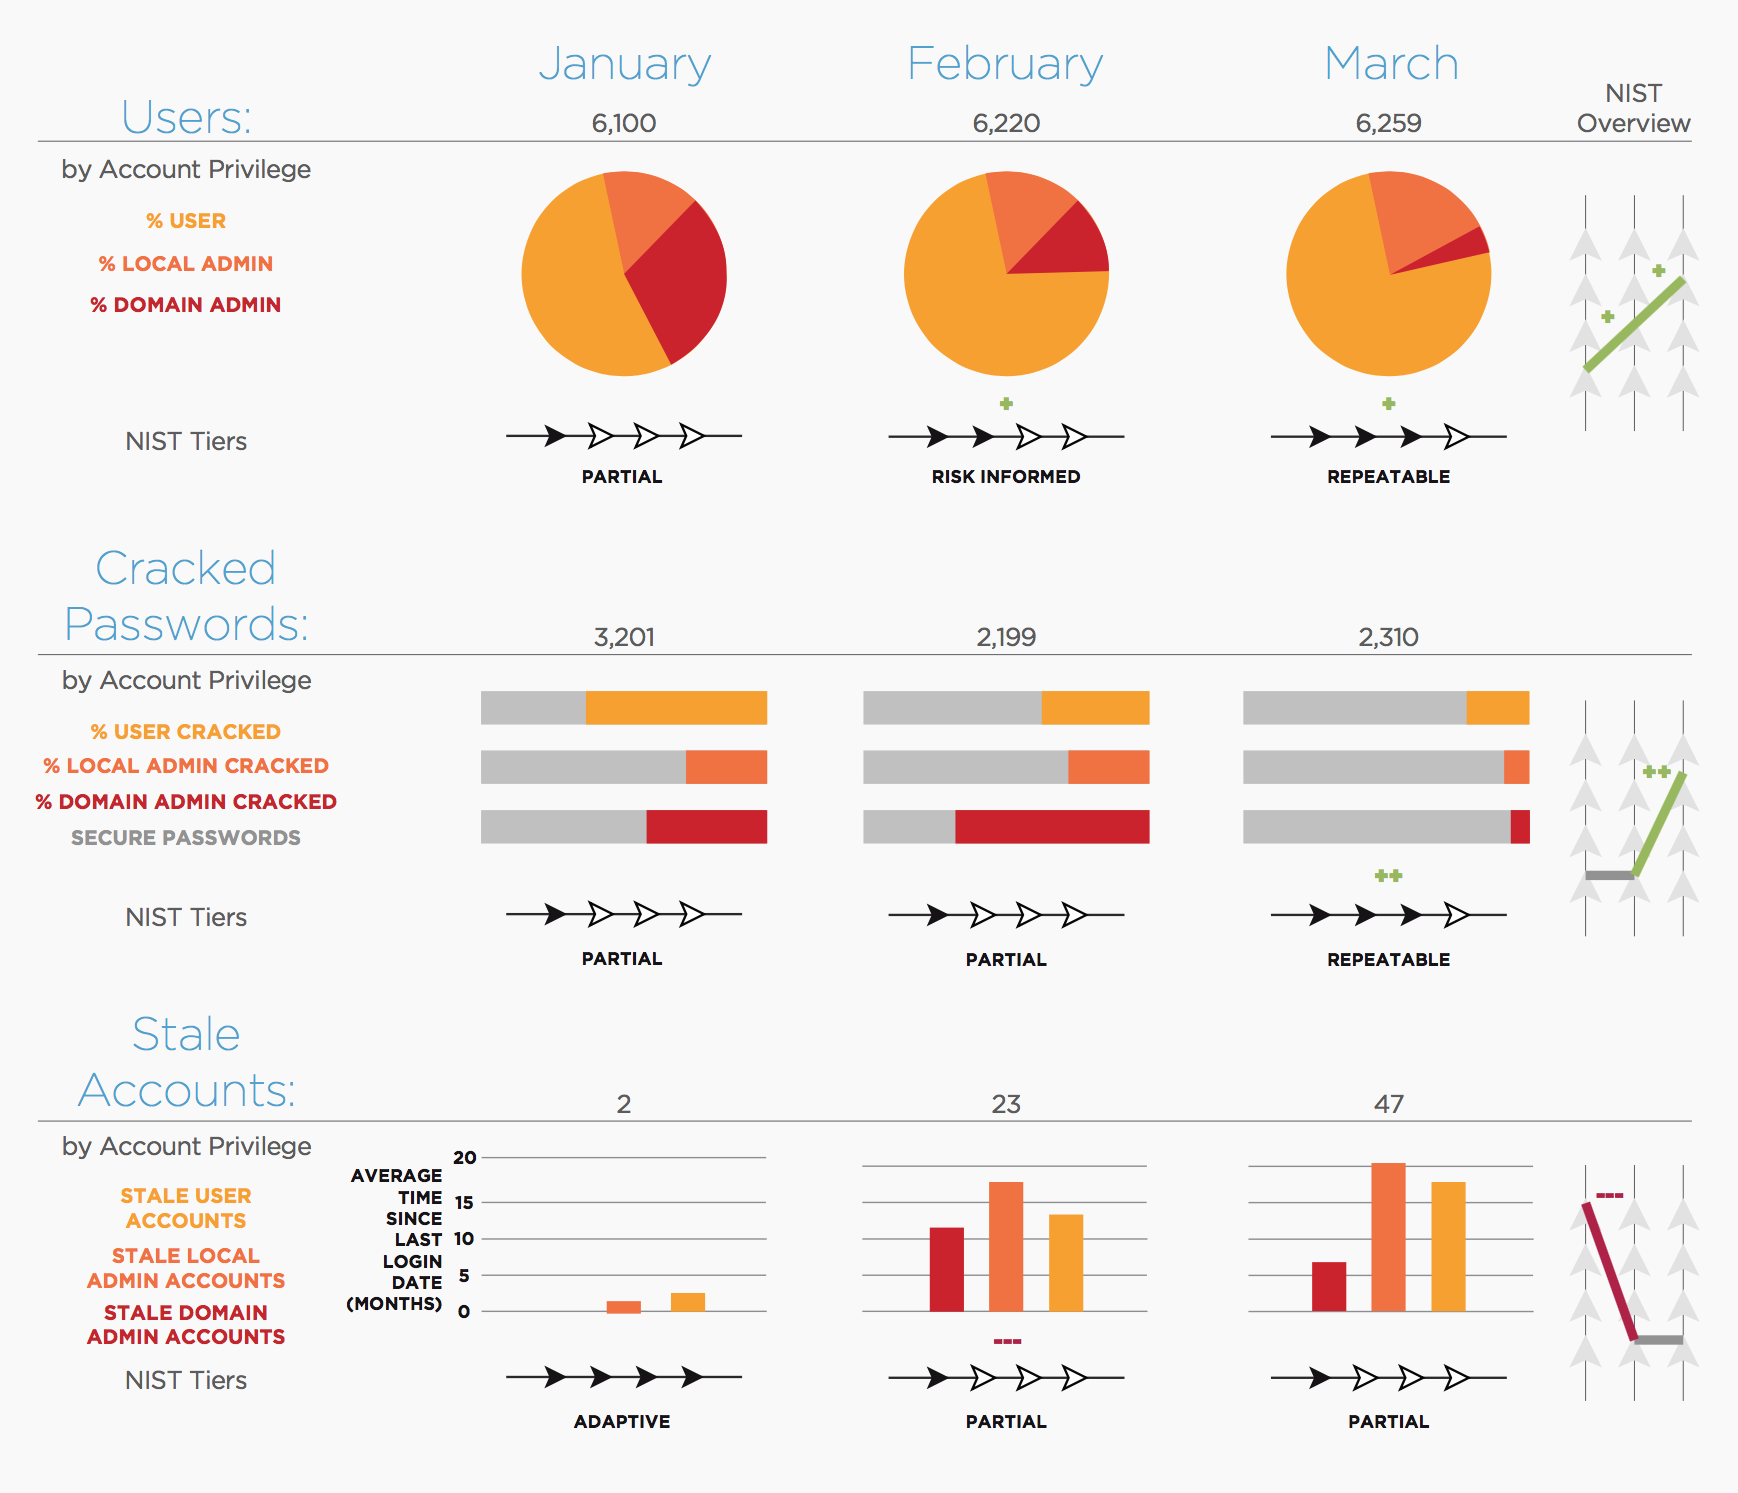 January
February
March
NIST
Overview
Users:
6,100
6,220
6,259
by Account Privilege
% USER
% LOCAL ADMIN
% DOMAIN ADMIN
NIST Tiers
PARTIAL
RISK INFORMED
REPEATABLE
Cracked
Passwords:
3,201
2,199
2,310
by Account Privilege
% USER CRACKED
% LOCAL ADMIN CRACKED
% DOMAIN ADMIN CRACKED
SECURE PASSWORDS
NIST Tiers
PARTIAL
PARTIAL
REPEATABLE
Stale
Accounts:
2
23
47
by Account Privilege
STALE USER
ACCOUNTS
STALE LOCAL
ADMIN ACCOUNTS
STALE DOMAIN
ADMIN ACCOUNTS
AVERAGE
TIME
SINCE
LAST
LOGIN
DATE
(MONTHS)
20
15
10
5
0
NIST Tiers
ADAPTIVE
PARTIAL
PARTIAL